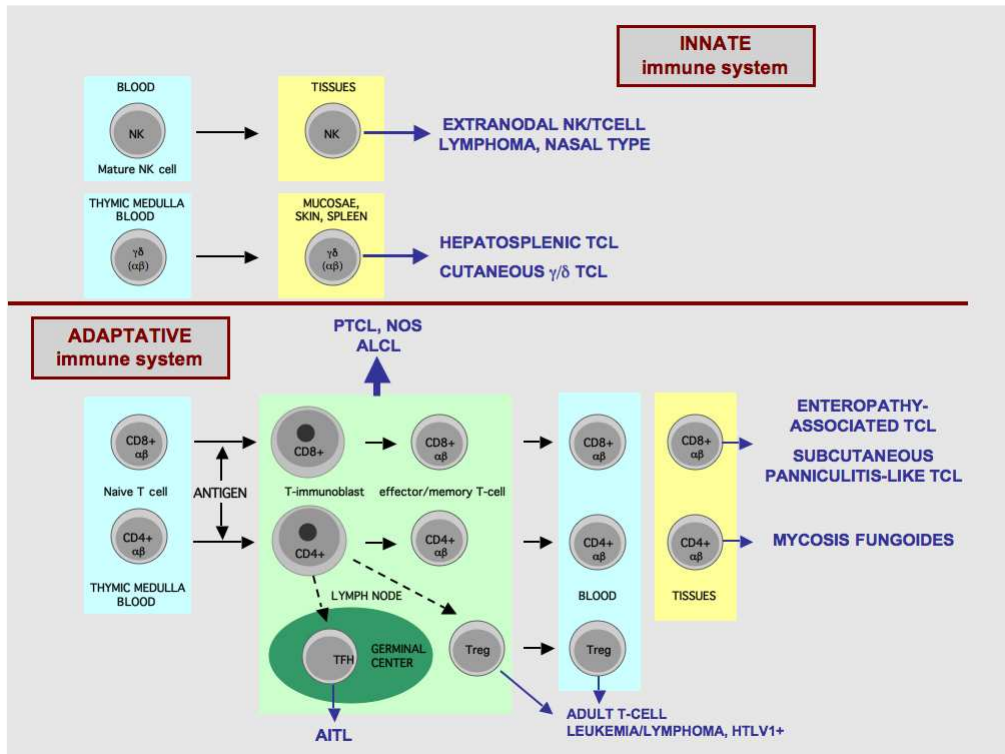 INNATE
immune system
BLOOD
TISSUES
NK
NK
Mature NK cell
EXTRANODAL NK/TCELL
LYMPHOMA, NASAL TYPE
THYMIC MEDULLA
BLOOD
MUCOSAE,
SKIN, SPLEEN
γδ
(αβ)
γδ
(αβ)
HEPATOSPLENIC TCL
CUTANEOUS γ/δ TCL
ADAPTATIVE
immune system
PTCL, NOS
ALCL
CD8+
αβ
Naive T cell
ANTIGEN
CD4+
αβ
THYMIC MEDULLA
BLOOD
CD8+
T-immunoblast
CD8+
αβ
effector/memory T-cell
CD4+
CD4+
αβ
LYMPH NODE
TFH
GERMINAL
CENTER
Treg
AITL
CD8+
αβ
CD4+
αβ
BLOOD
Treg
CD8+
αβ
CD4+
αβ
TISSUES
ENTEROPATHY-
ASSOCIATED TCL
SUBCUTANEOUS
PANNICULITIS-LIKE TCL
MYCOSIS FUNGOIDES
ADULT T-CELL
LEUKEMIA/LYMPHOMA, HTLV1+